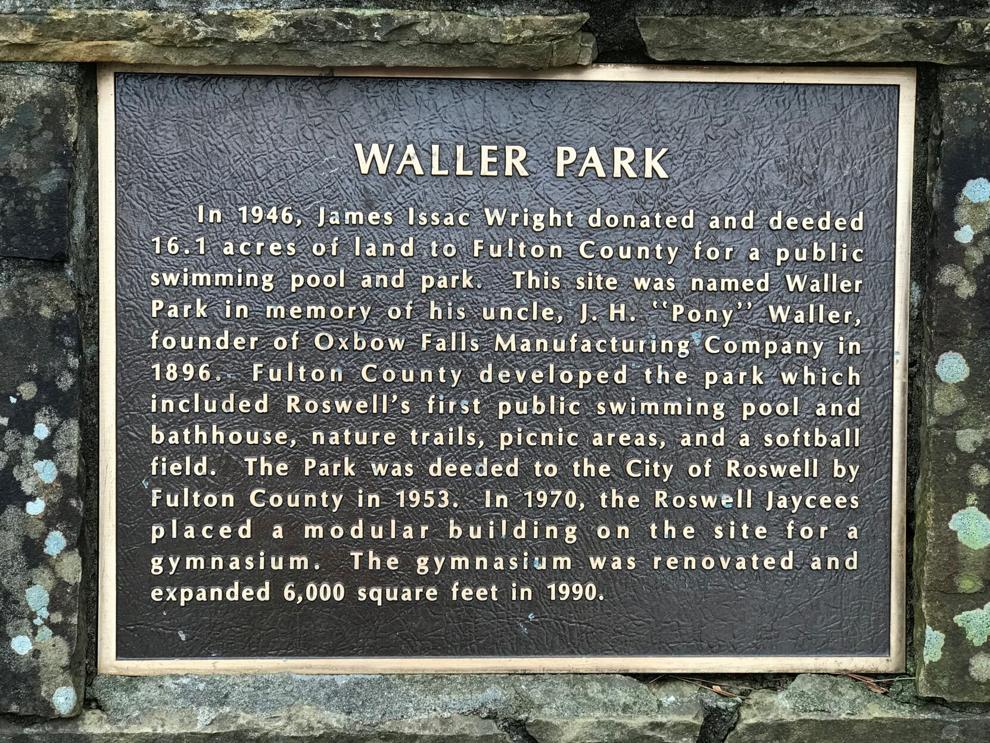 WALLER PARK
In 1946, James Issac Wright donated and deeded
16.1 acres of land to Fulton County for a public
swimming pool and park. This site was named Waller
Park in memory of his uncle, J. H. "Pony" Waller,
founder of Oxbow Falls Manufacturing Company in
1896. Fulton County developed the park which
included Roswell's first public swimming pool and
bathhouse, nature trails, picnic areas, and a softball
field. The Park was deeded to the City of Roswell by
Fulton County in 1953. In 1970, the Roswell Jaycees
placed a modular building on the site for a
gymnasium. The gymnasium was renovated and
expanded 6,000 square feet in 1990.